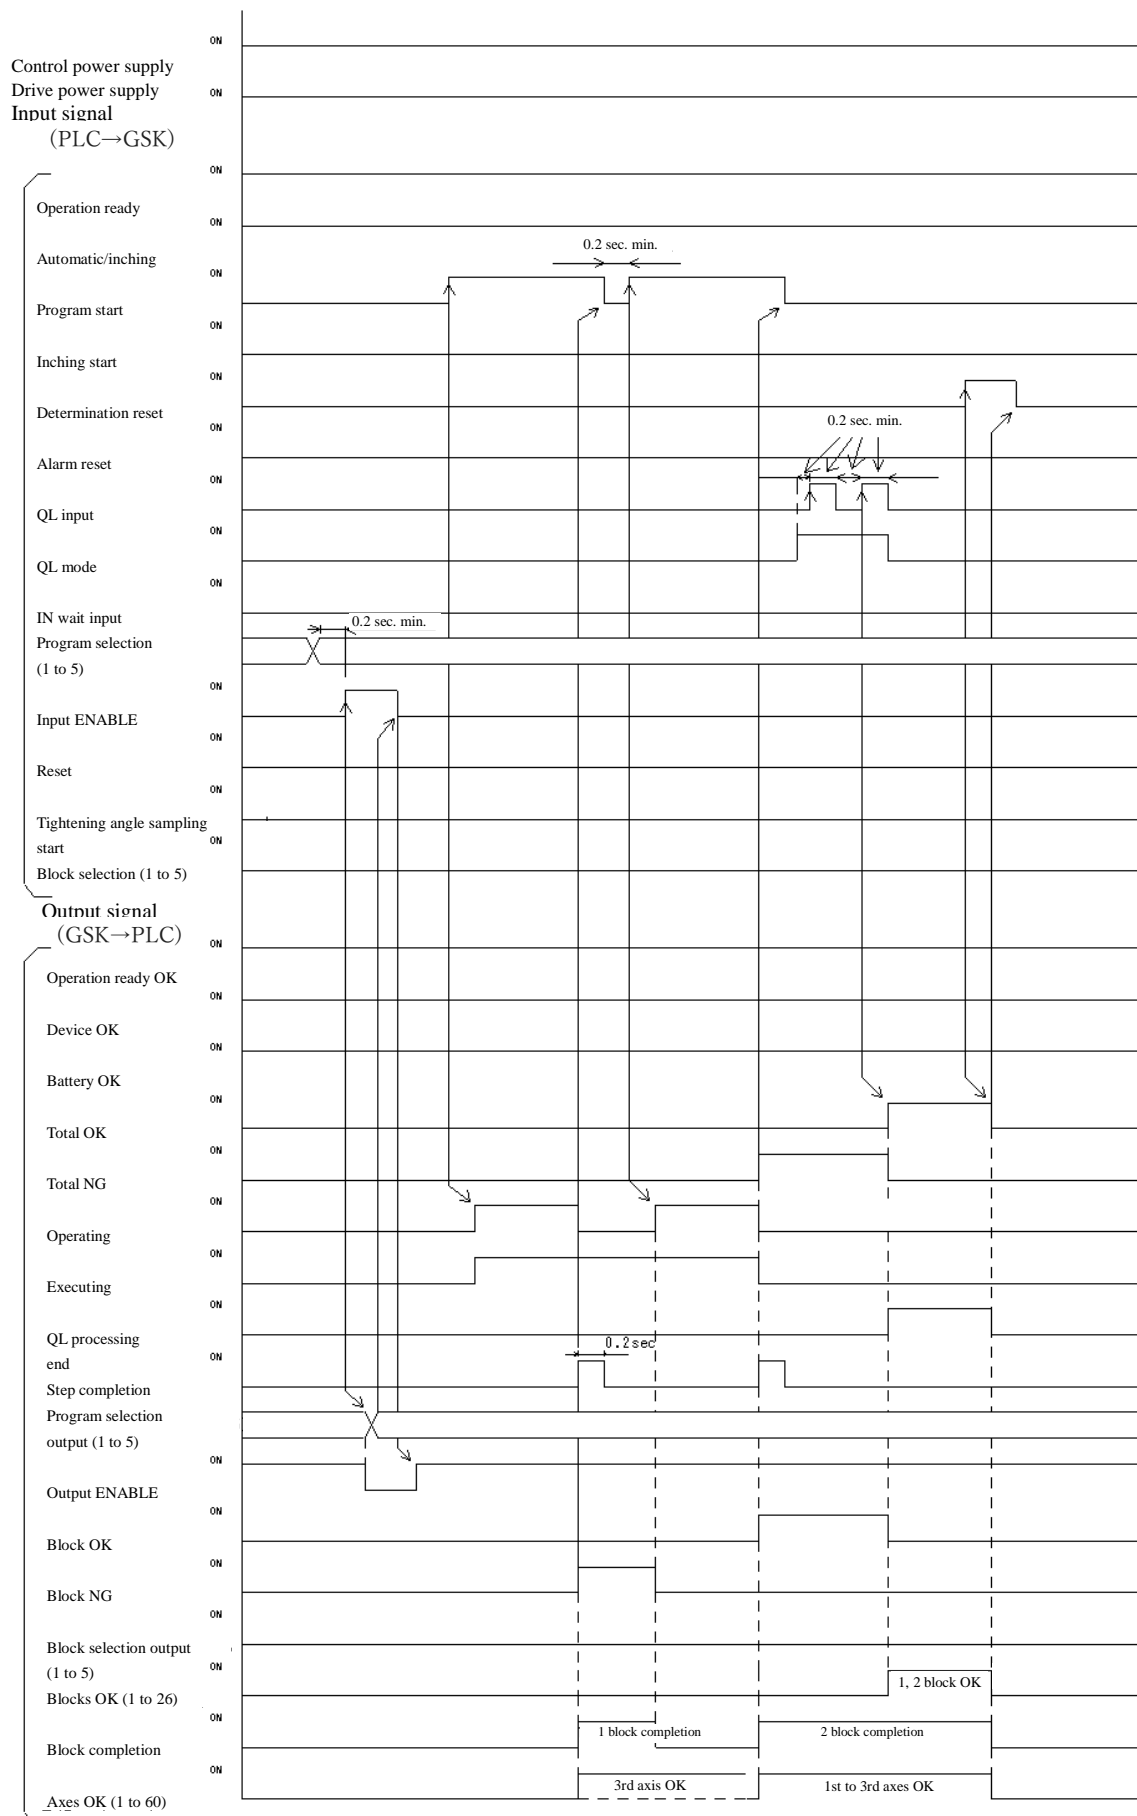 ON
Control power supply
Drive power supply
ON
Input signal
(PLC→GSK)
ON
Operation ready
ON
Automatic/inching
0.2 sec. min.
ON
Program start
ON
Inching start
ON
Determination reset
0.2 sec. min.
ON
Alarm reset
ON
QL input
ON
QL mode
ON
IN wait input
0.2 sec. min.
Program selection
(1 to 5)
ON
Input ENABLE
ON
Reset
ON
Tightening angle sampling
start
ON
Block selection (1 to 5)
Output signal
(GSK→PLC)
ON
Operation ready OK
ON
Device OK
ON
Battery OK
ON
Total OK
ON
Total NG
ON
Operating
ON
Executing
ON
QL processing
end
0.2sec
ON
Step completion
Program selection
output (1 to 5)
ON
Output ENABLE
ON
Block OK
ON
Block NG
ON
Block selection output
(1 to 5)
ON
1, 2 block OK
Blocks OK (1 to 26)
ON
1 block completion
2 block completion
Block completion
ON
3rd axis OK
1st to 3rd axes OK
Axes OK (1 to 60)